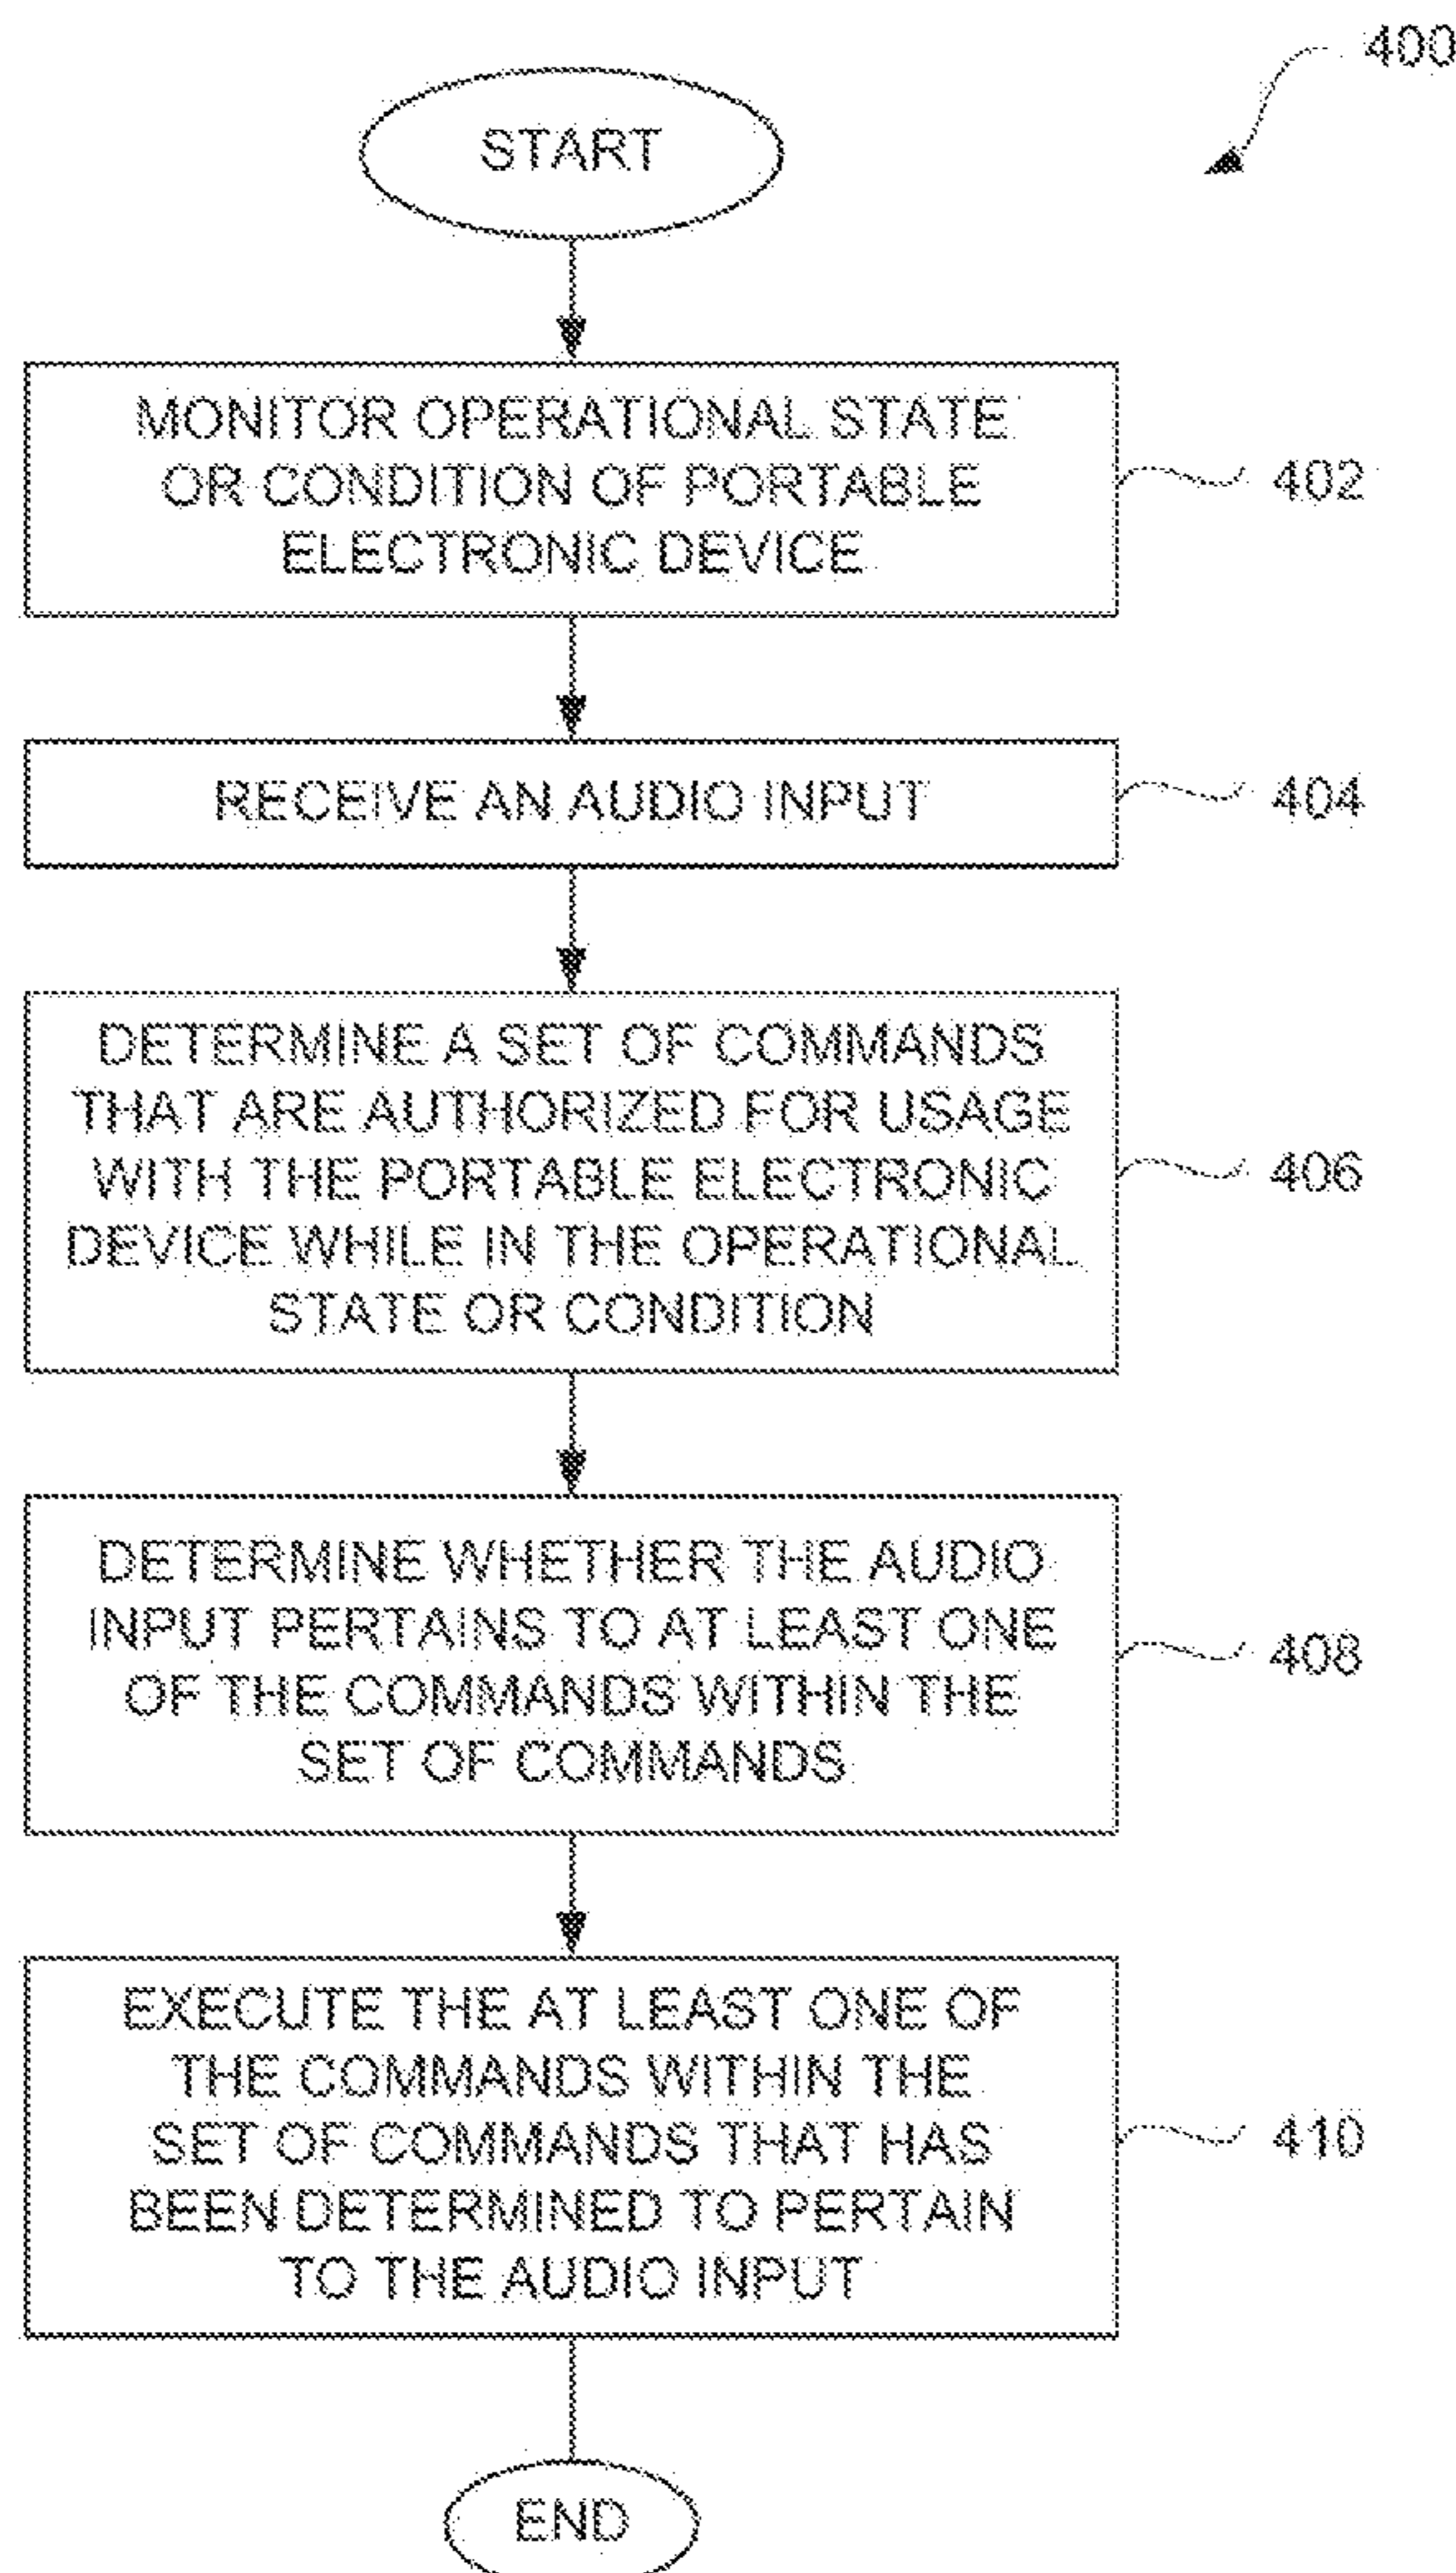 400
START
MONITOR OPERATIONAL STATE
OR CONDITION OF PORTABLE
ELECTRONIC DEVICE
402
RECEIVE AN AUDIO INPUT
404
DETERMINE A SET OF COMMANDS
THAT ARE AUTHORIZED FOR USAGE
WITH THE PORTABLE ELECTRONIC
DEVICE WHILE IN THE OPERATIONAL
STATE OR CONDITION
406
DETERMINE WHETHER THE AUDIO
INPUT PERTAINS TO AT LEAST ONE
OF THE COMMANDS WITHIN THE
SET OF COMMANDS
408
EXECUTE THE AT LEAST ONE OF
THE COMMANDS WITHIN THE
SET OF COMMANDS THAT HAS
BEEN DETERMINED TO PERTAIN
TO THE AUDIO INPUT
410
END